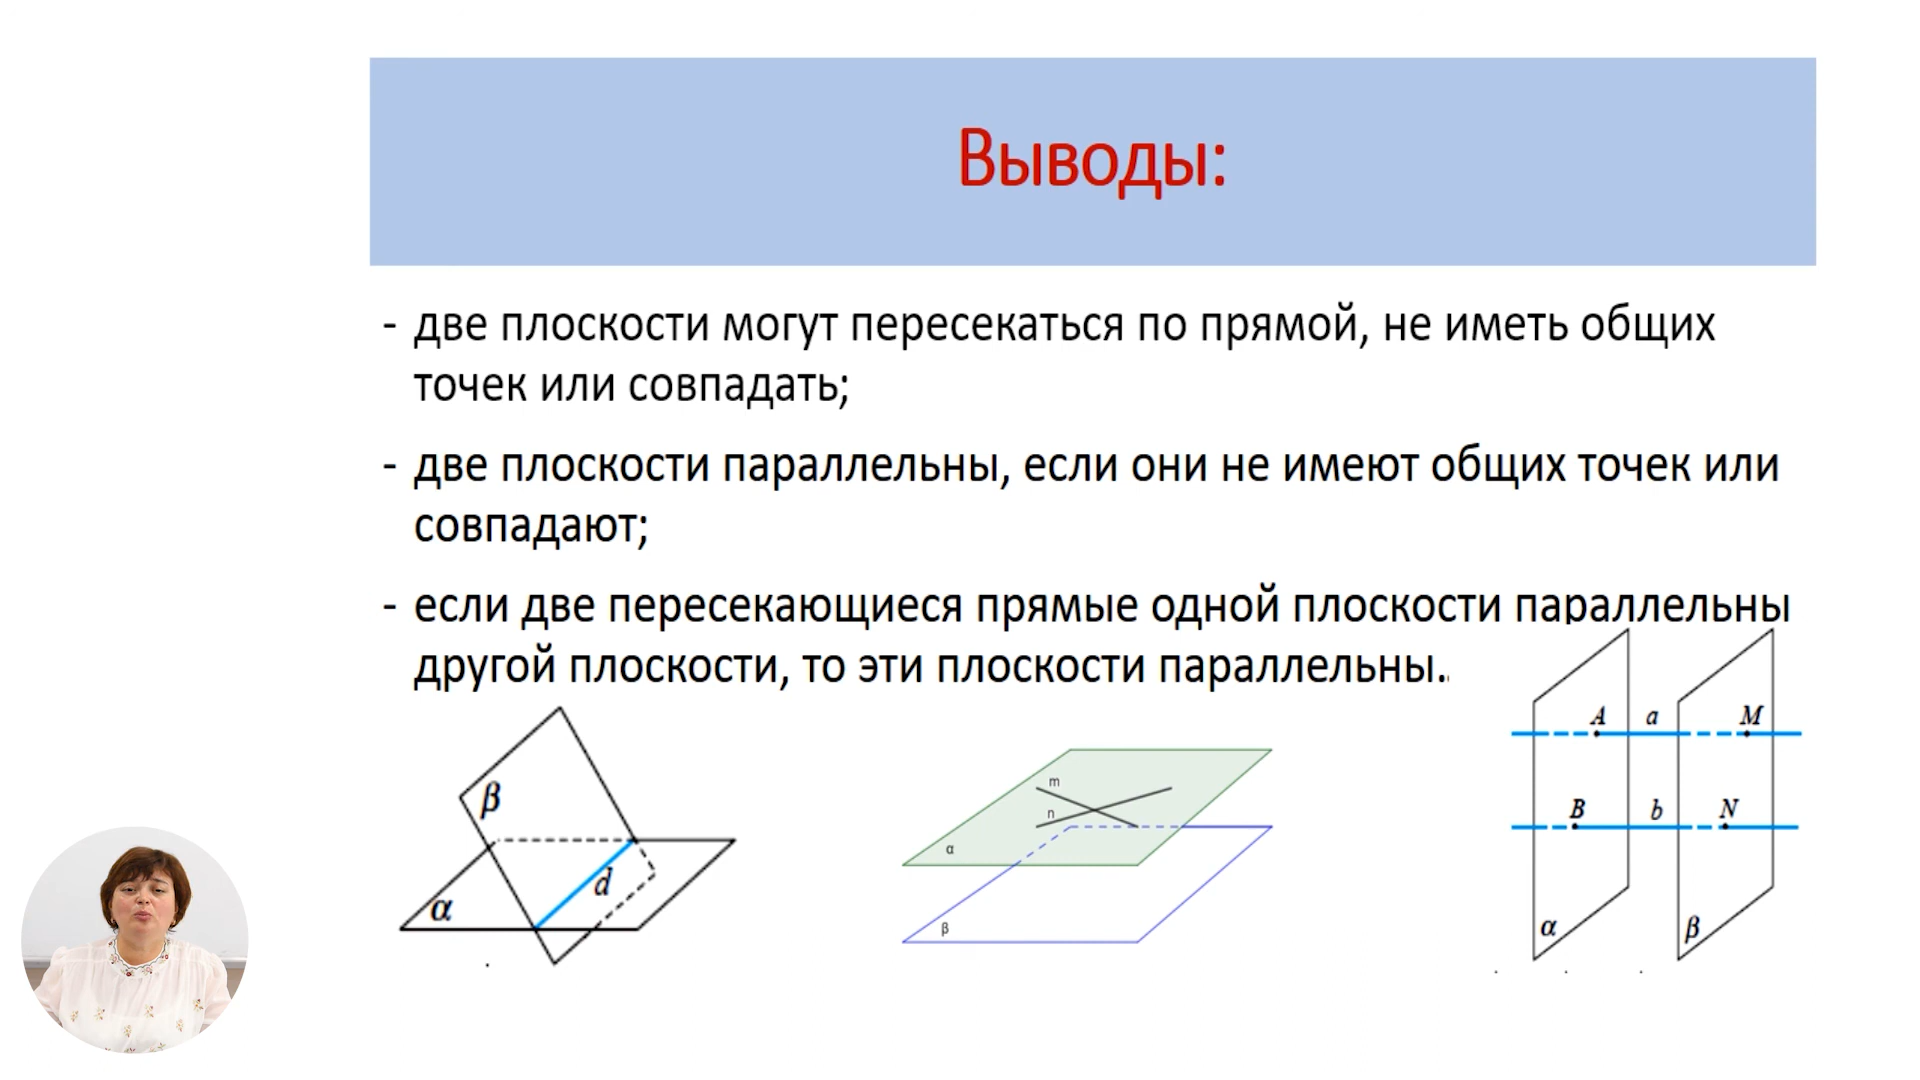 Выводы:
- две плоскости могут пересекаться по прямой, не иметь общих
точек или совпадать;
- две плоскости параллельны, если они не имеют общих точек или
совпадают;
- если две пересекающиеся прямые одной плоскости параллельны
другой плоскости, то эти плоскости параллельны..
β
d
α
m
n
α
β
A a M
B b N
α β